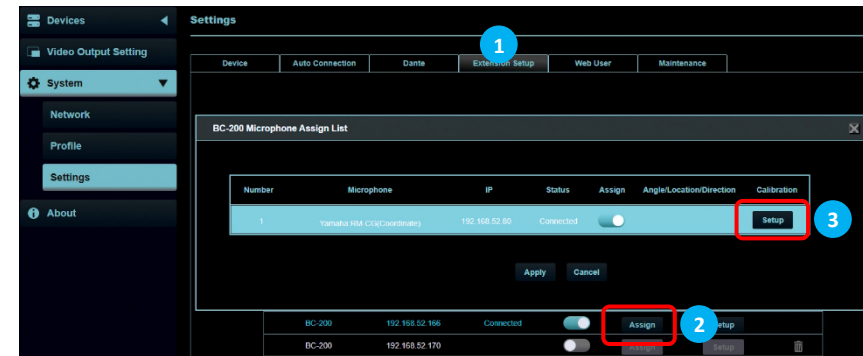 Devices
Settings
1
Video Output Setting
Device Auto Connection Dante Extension Setup Web User Maintenance
System
Network
BC-200 Microphone Assign List
Profile
Settings
Number Microphone IP Status Assign Angle/Location/Direction Calibration
About
1 Yamaha RM-CG(Coordinate) 192.168.52.80 Connected Setup 3
Apply Cancel
BC-200 192.168.52.166 Connected Assign 2 etup
BC-200 192.168.52.170 Assign Setup